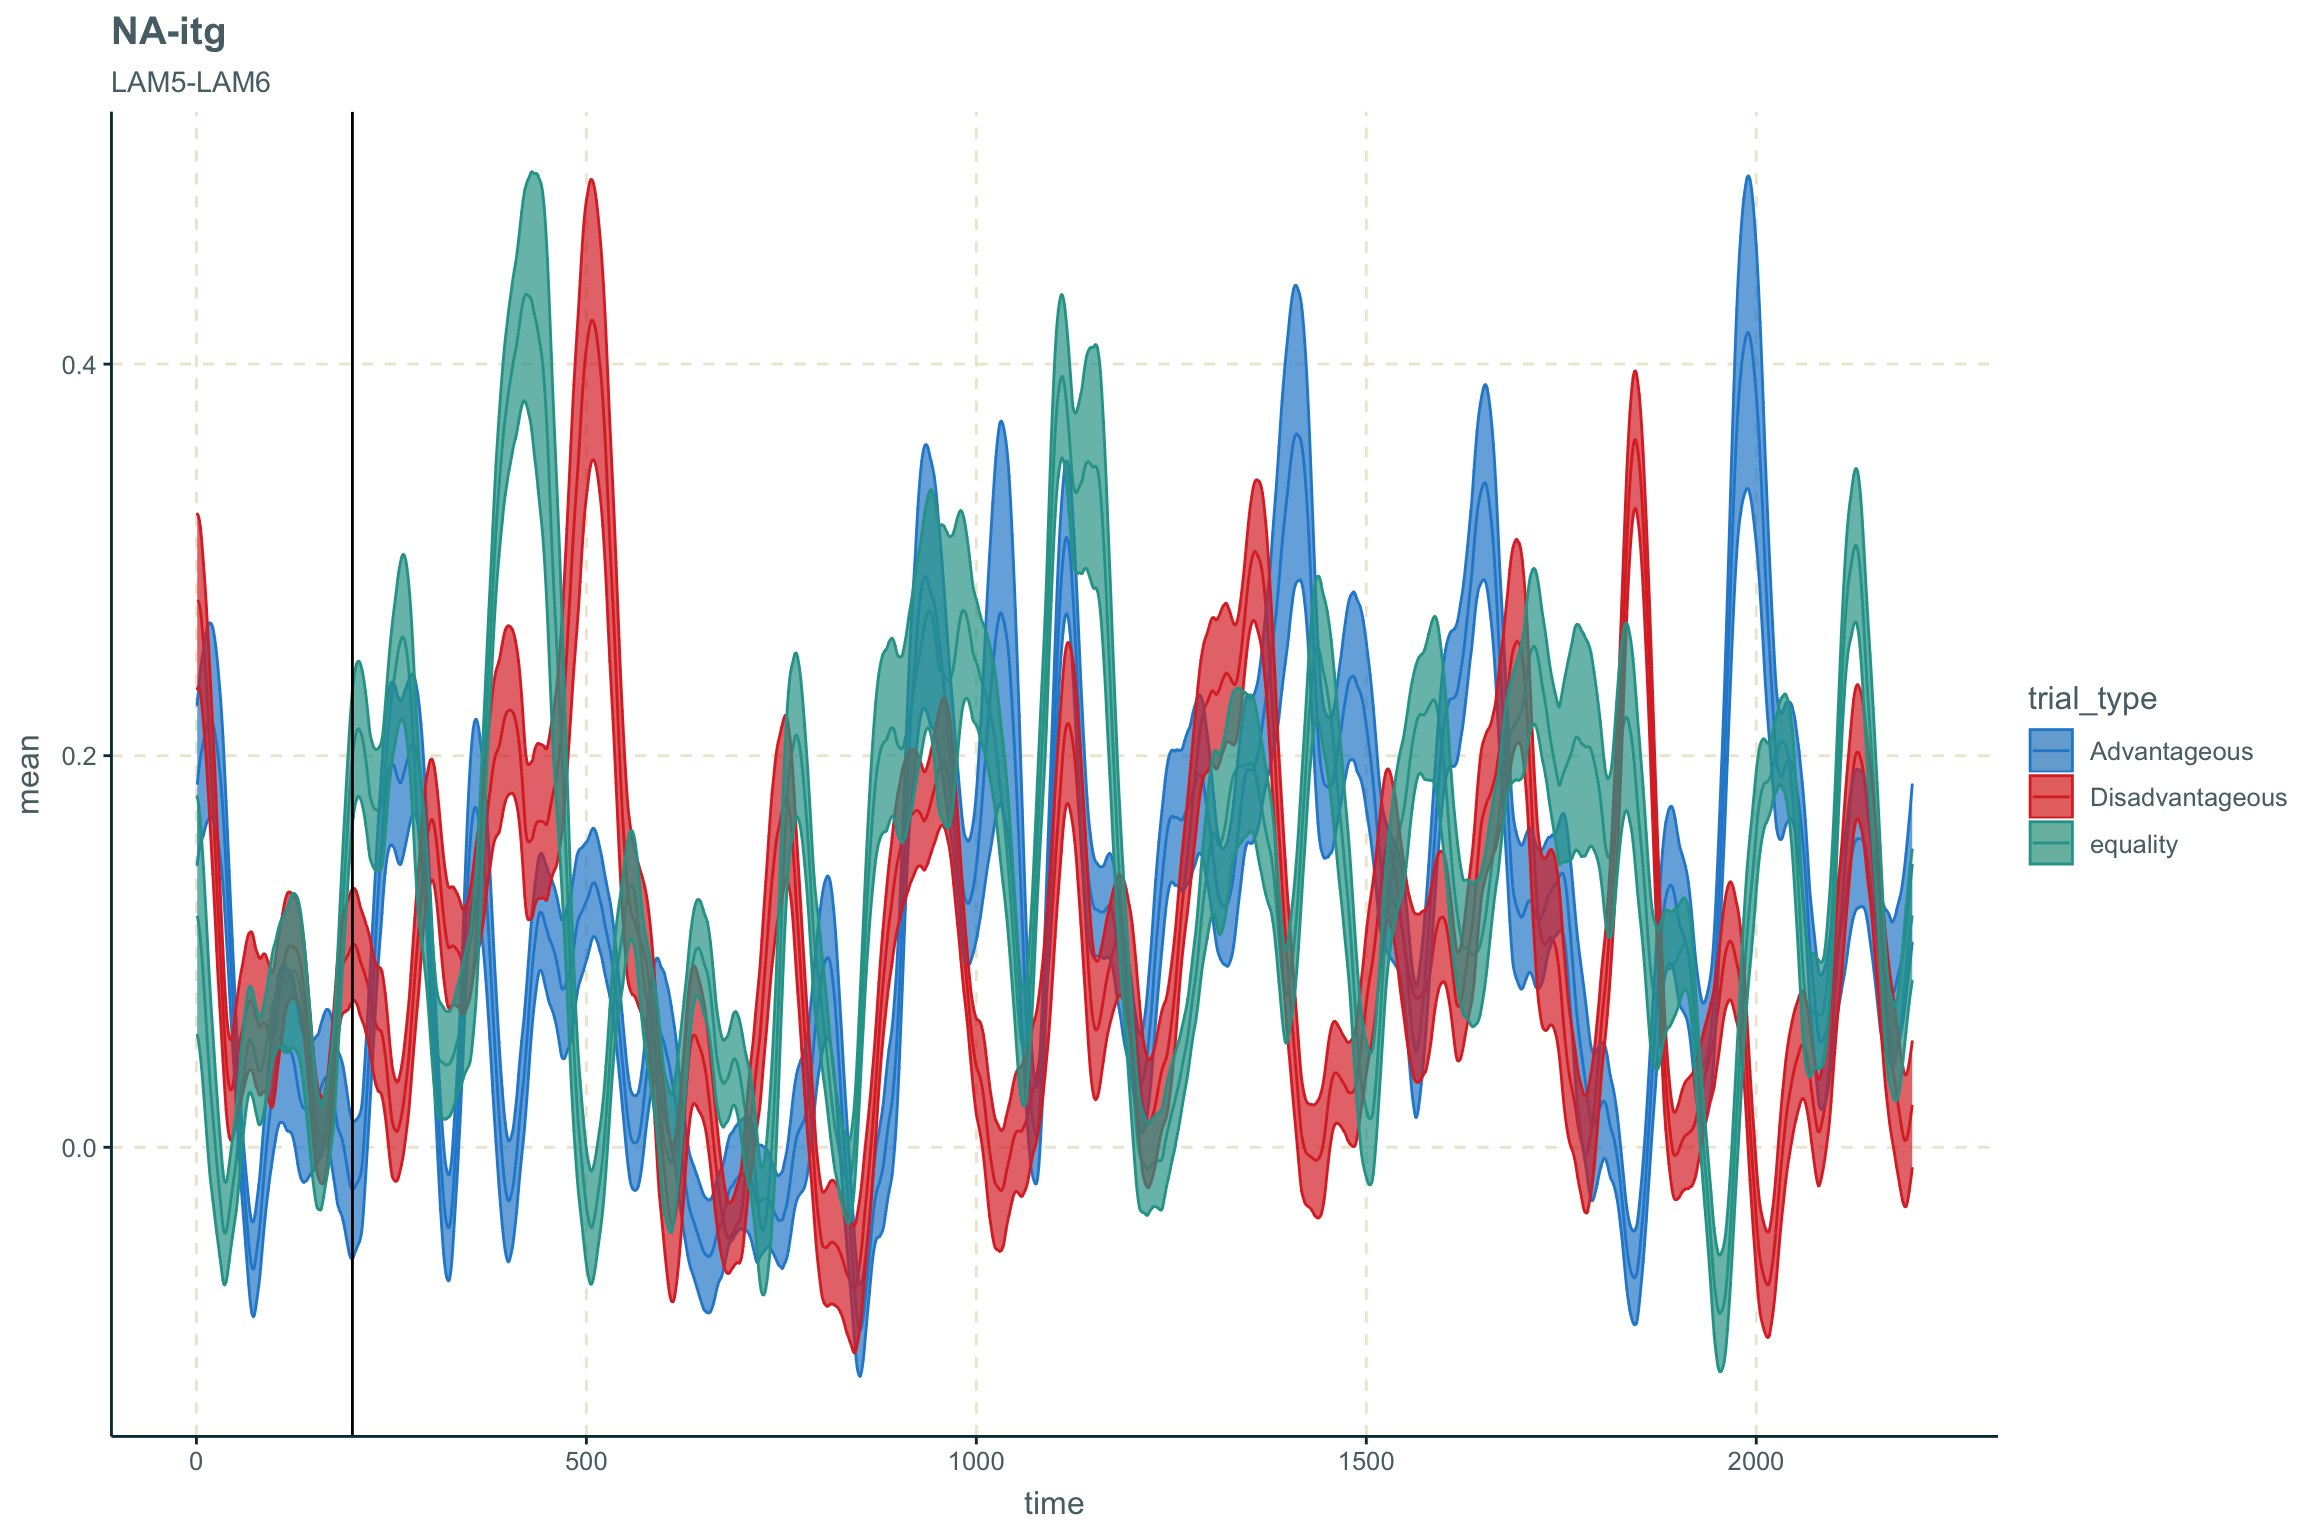 NA-itg
LAM5-LAM6
mean
0.4
0.2
0.0
0
500
1000
1500
2000
time
trial_type
Advantageous
Disadvantageous
equality